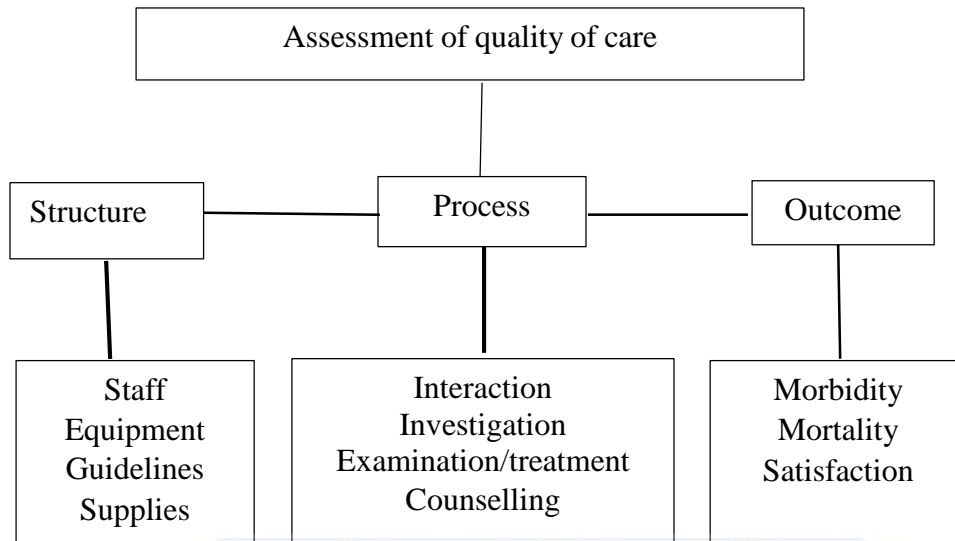 Assessment of quality of care
Structure
Process
Outcome
Staff
Equipment
Guidelines
Supplies
Interaction
Investigation
Examination/treatment
Counselling
Morbidity
Mortality
Satisfaction